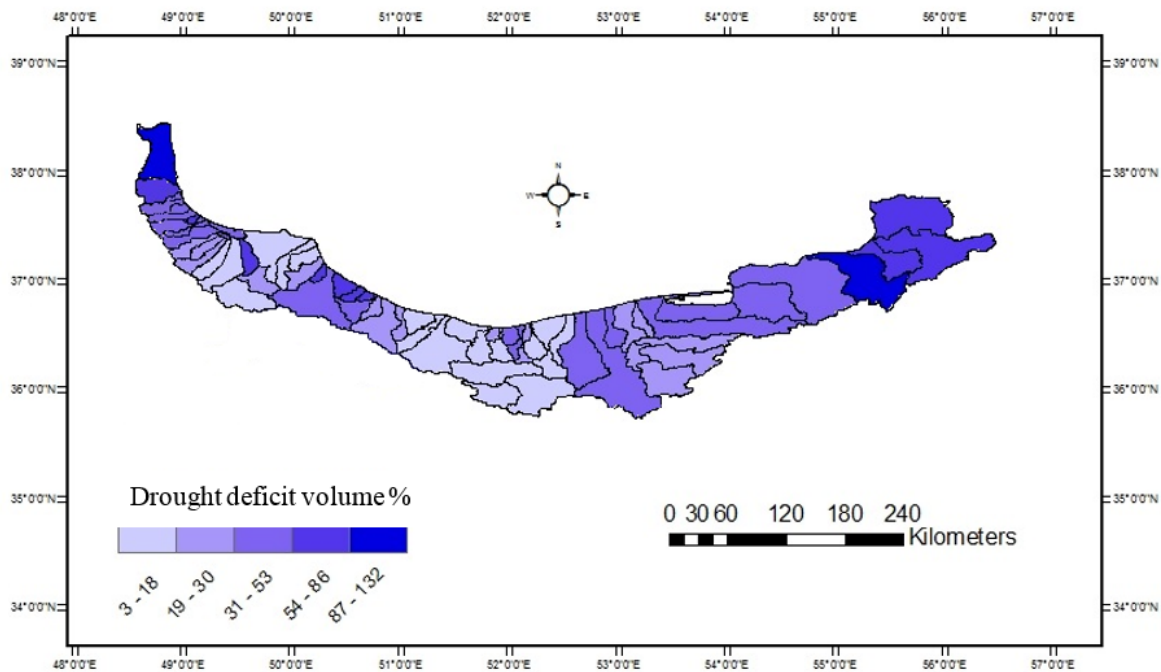 48°0'0"E 49°0'0"E 50°0'0"E 51°0'0"E 52°0'0"E 53°0'0"E 54°0'0"E 55°0'0"E 56°0'0"E 57°0'0"E
39°0'0"N 39°0'0"N
38°0'0"N 38°0'0"N
37°0'0"N 37°0'0"N
36°0'0"N 36°0'0"N
35°0'0"N 35°0'0"N
34°0'0"N 34°0'0"N
N
W E
S
Drought deficit volume %
3 - 18 19 - 30 31 - 53 54 - 86 87 - 132
0 30 60 120 180 240
Kilometers
48°0'0"E 49°0'0"E 50°0'0"E 51°0'0"E 52°0'0"E 53°0'0"E 54°0'0"E 55°0'0"E 56°0'0"E 57°0'0"E